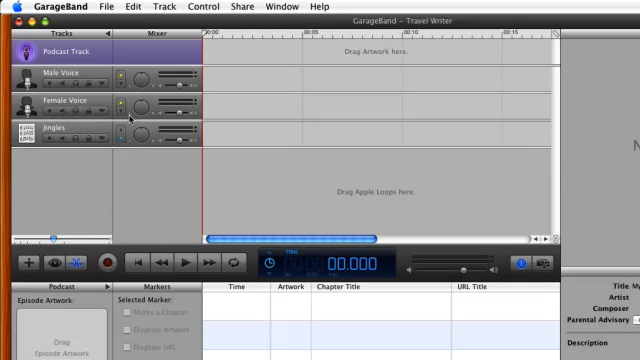 GarageBand File Edit Track Control Share Window Help
GarageBand – Travel Writer
Tracks Mixer 00:00 00:05 00:10 00:15
Podcast Track Drag Artwork here.
Male Voice
Female Voice
Jingles
Drag Apple Loops here.
TIME
00.000
Podcast Markers Time Artwork Chapter Title URL Title
Episode Artwork: Selected Marker:
Marks a Chapter
Drag
Episode Artwork
Displays Artwork
Displays URL
Title My
Artist
Composer
Parental Advisory
Description